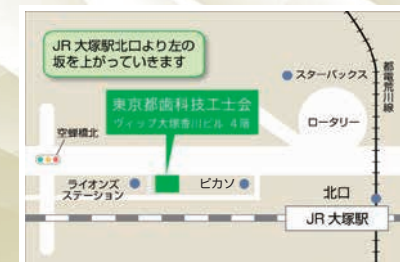 JR 大塚駅北口より左の
坂を上がっていきます
東京都歯科技工士会
ヴィップ大塚豊川ビル 4階
スターバックス
都電荒川線
ロータリー
空蝉橋北
ライオンズ
ステーション
ピカソ
北口
JR 大塚駅